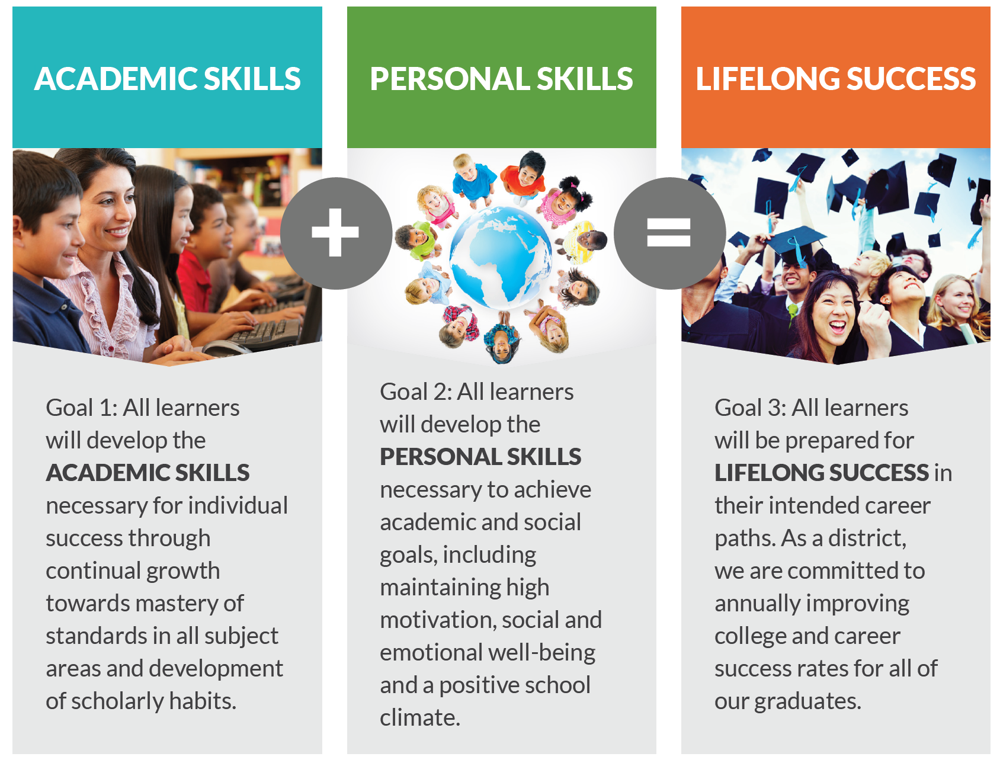 ACADEMIC SKILLS
Goal 1: All learners
will develop the
ACADEMIC SKILLS
necessary for individual
success through
continual growth
towards mastery of
standards in all subject
areas and development
of scholarly habits.
+
PERSONAL SKILLS
Goal 2: All learners
will develop the
PERSONAL SKILLS
necessary to achieve
academic and social
goals, including
maintaining high
motivation, social and
emotional well-being
and a positive school
climate.
=
LIFELONG SUCCESS
Goal 3: All learners
will be prepared for
LIFELONG SUCCESS in
their intended career
paths. As a district,
we are committed to
annually improving
college and career
success rates for all of
our graduates.